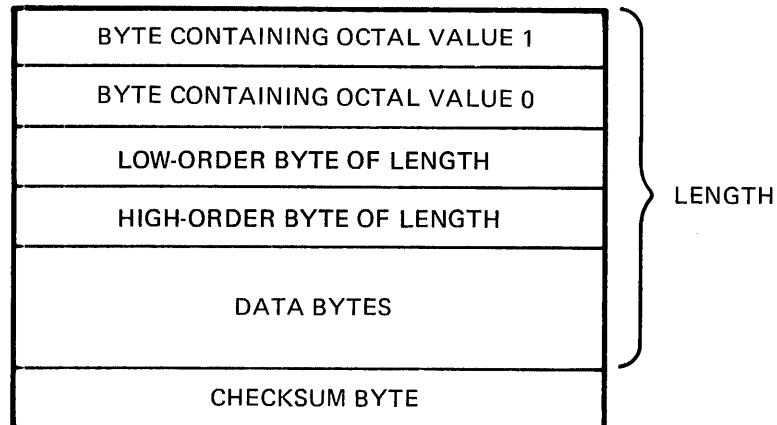 BYTE CONTAINING OCTAL VALUE 1
BYTE CONTAINING OCTAL VALUE 0
LOW-ORDER BYTE OF LENGTH
HIGH-ORDER BYTE OF LENGTH
LENGTH
DATA BYTES
CHECKSUM BYTE